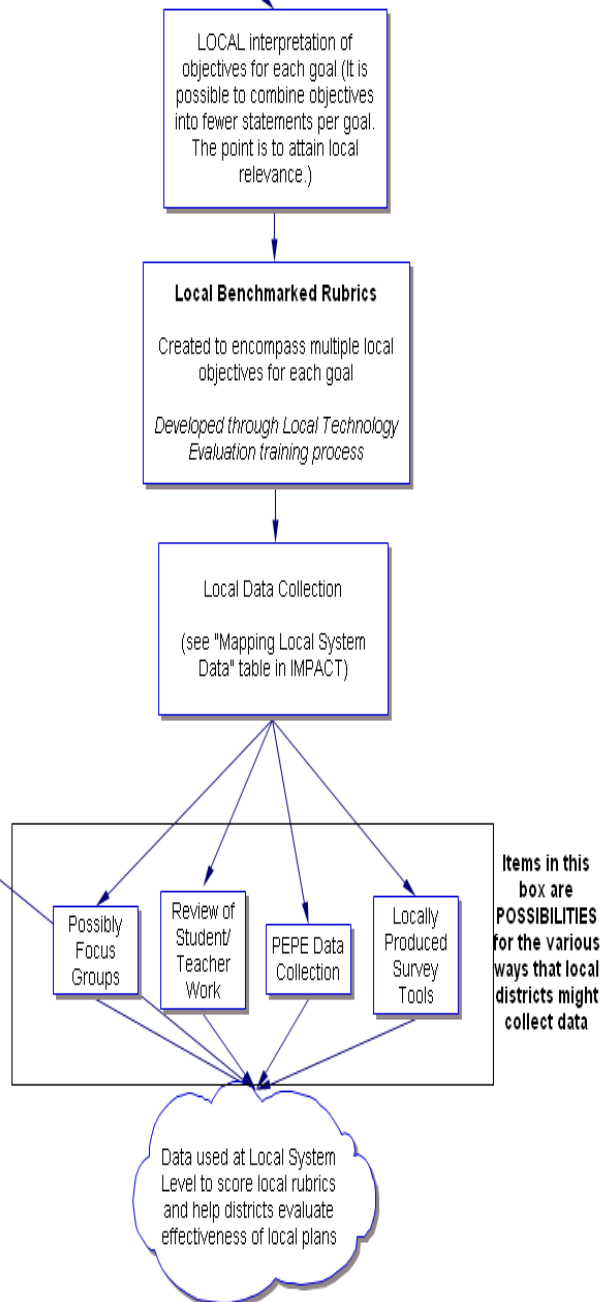 LOCAL interpretation of
objectives for each goal (It is
possible to combine objectives
into fewer statements per goal.
The point is to attain local
relevance.)
Local Benchmarked Rubrics
Created to encompass multiple local
objectives for each goal
Developed through Local Technology
Evaluation training process
Local Data Collection
(see "Mapping Local System
Data" table in IMPACT)
Possibly
Focus
Groups
Review of
Student/
Teacher
Work
PEPE Data
Collection
Locally
Produced
Survey
Tools
Items in this
box are
POSSIBILITIES
for the various
ways that local
districts might
collect data
Data used at Local System
Level to score local rubrics
and help districts evaluate
effectiveness of local plans